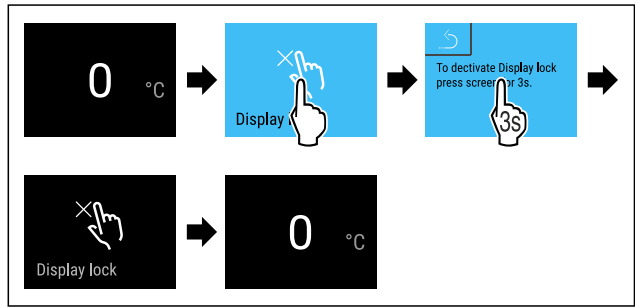 0 °C
Display
To dectivate Display lock
press screen for 3s.
3s
Display lock
0 °C